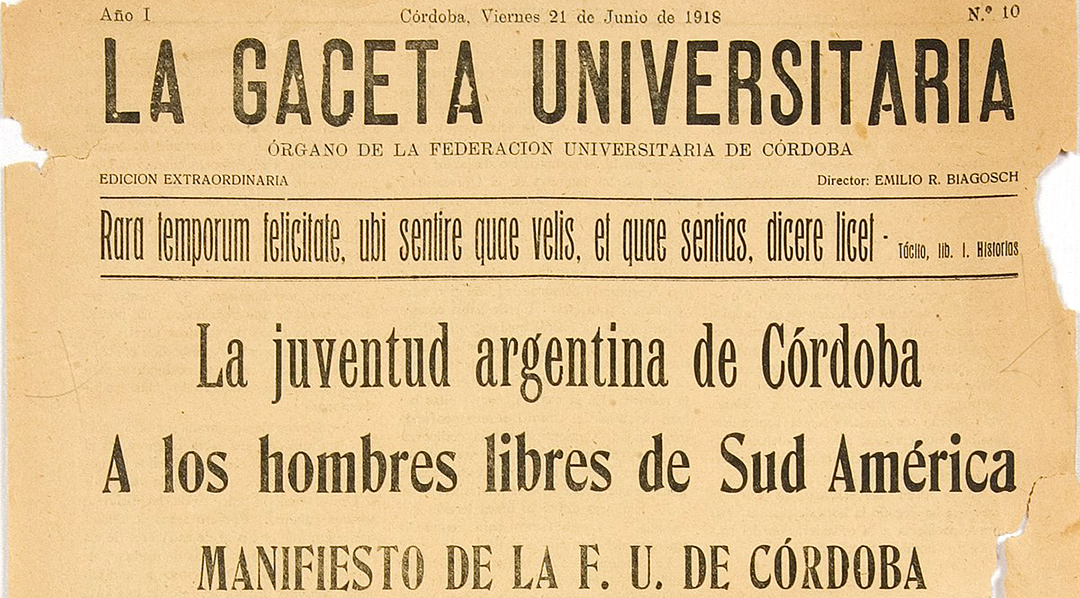 Año I Córdoba, Viernes 21 de Junio de 1918 N.º 10
LA GACETA UNIVERSITARIA
ÓRGANO DE LA FEDERACION UNIVERSITARIA DE CÓRDOBA
EDICION EXTRAORDINARIA Director: EMILIO R. BIAGOSCH
Rara temporum felicitate, ubi sentire quae velis, et quae sentias, dicere licet - Tácito, lib. I. Historias
La juventud argentina de Córdoba
A los hombres libres de Sud América
MANIFIESTO DE LA F. U. DE CÓRDOBA